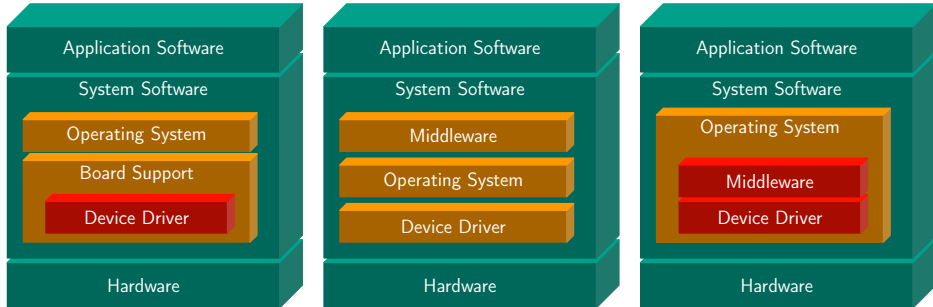 Application Software
System Software
Operating System
Board Support
Device Driver
Hardware
Application Software
System Software
Middleware
Operating System
Device Driver
Hardware
Application Software
System Software
Operating System
Middleware
Device Driver
Hardware